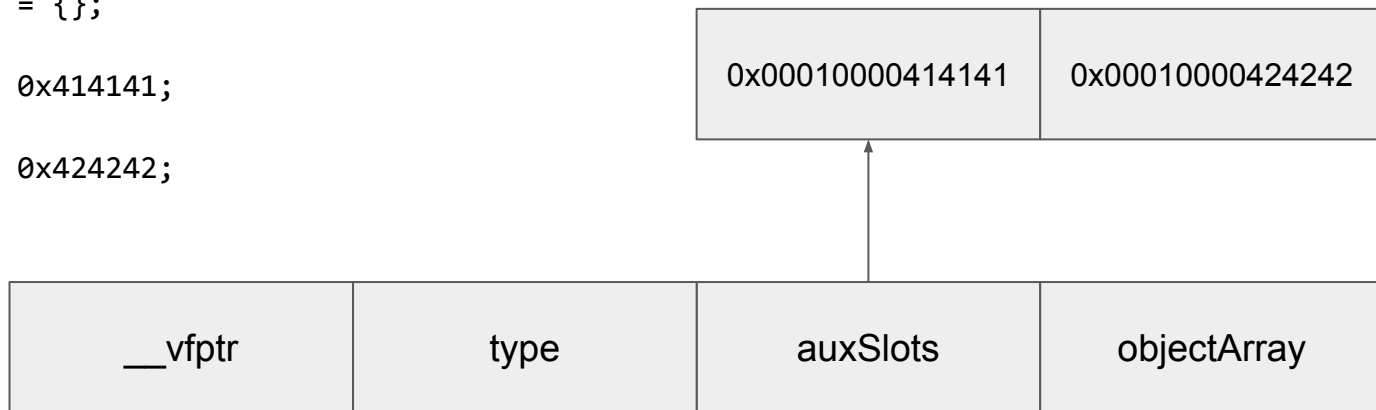 = {};
0x414141;
0x424242;
0x00010000414141 0x00010000424242
__vfptr type auxSlots objectArray